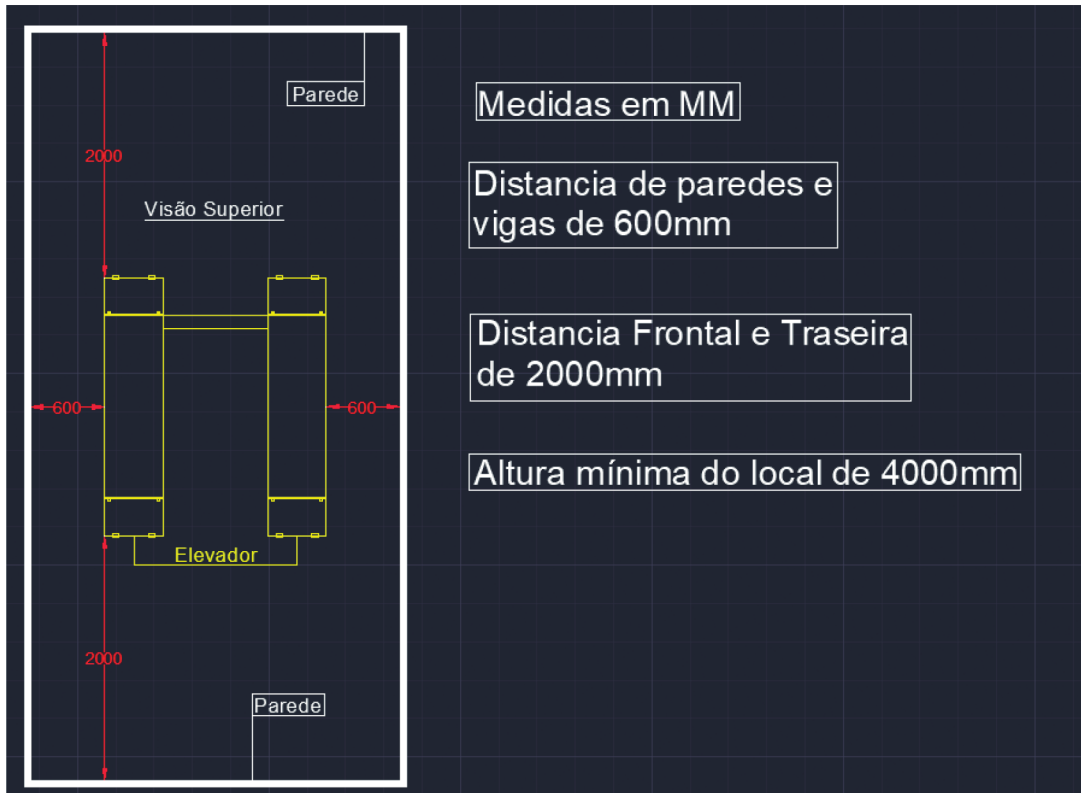 Parede
2000
Visão Superior
600
600
Elevador
2000
Parede
Medidas em MM
Distancia de paredes e
vigas de 600mm
Distancia Frontal e Traseira
de 2000mm
Altura mínima do local de 4000mm